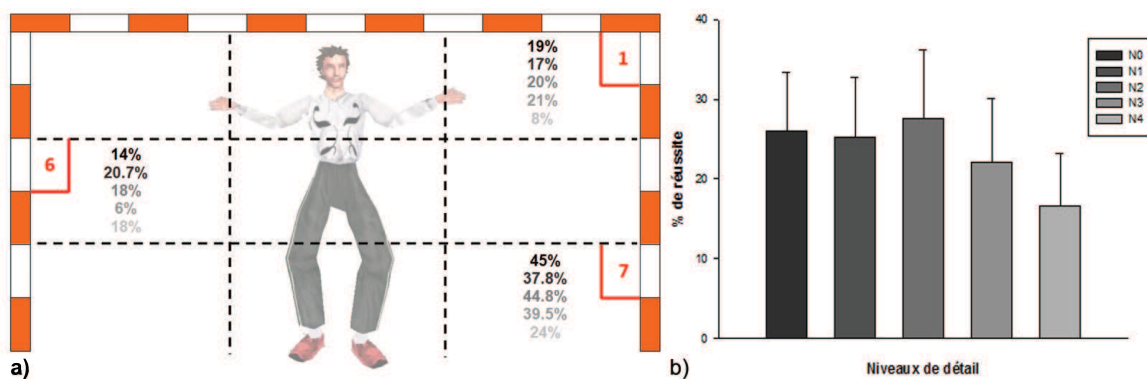 19%
17%
20%
21%
8%
1
6
14%
20.7%
18%
6%
18%
45%
37.8%
44.8%
39.5%
24%
7
a)
40
30
20
10
0
% de réussite
N0
N1
N2
N3
N4
Niveaux de détail
b)